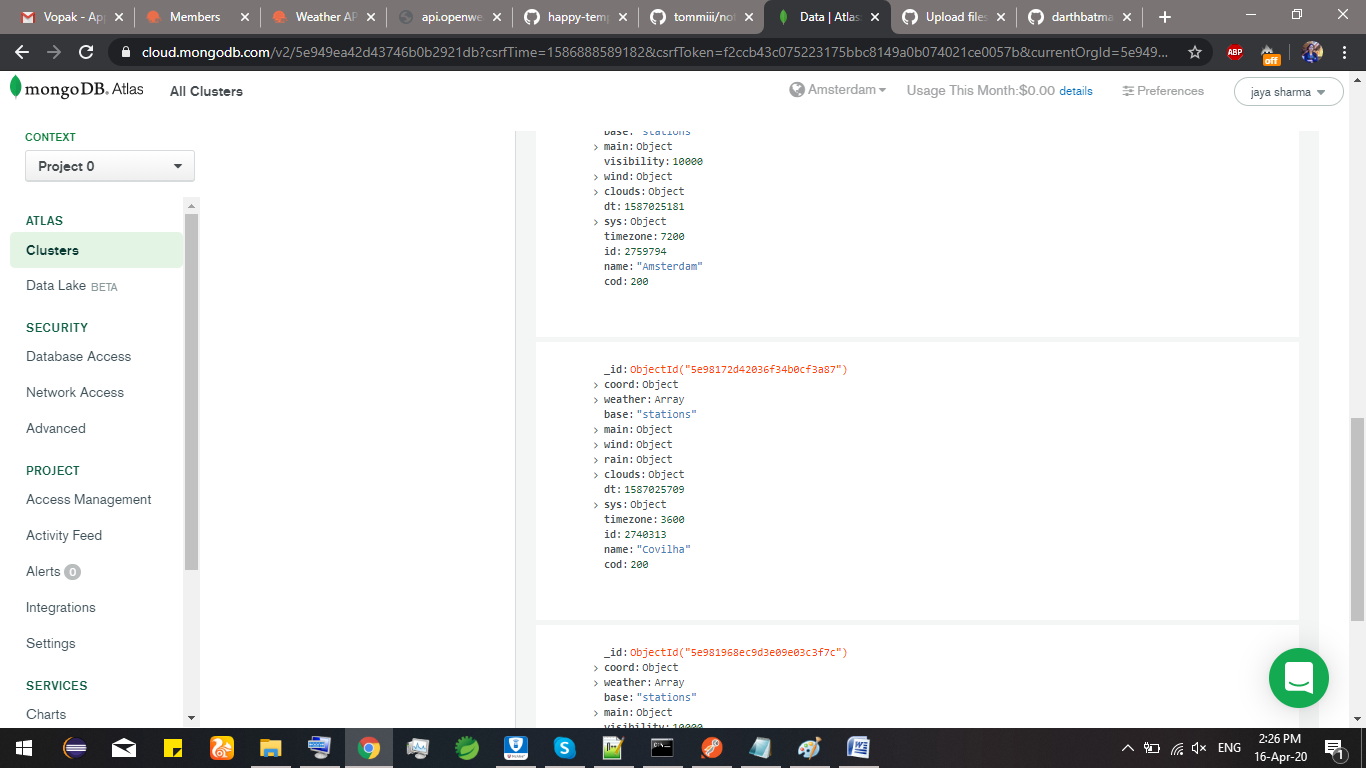 Vopak - App
Members
Weather AP
api.openwe
happy-temp
tommiii/not
Data | Atlas
Upload files
darthbatma
cloud.mongodb.com/v2/5e949ea42d43746b0b2921db?csrfTime=1586888589182&csrfToken=f2ccb43c075223175bbc8149a0b074021ce0057b&currentOrgId=5e949...
ABP
off
mongoDB. Atlas
All Clusters
Amsterdam
Usage This Month:$0.00 details
Preferences
jaya sharma
CONTEXT
Project 0
ATLAS
Clusters
Data Lake BETA
SECURITY
Database Access
Network Access
Advanced
PROJECT
Access Management
Activity Feed
Alerts 0
Integrations
Settings
SERVICES
Charts
base: "stations"
main: Object
visibility: 10000
wind: Object
clouds: Object
dt: 1587025181
sys: Object
timezone: 7200
id: 2759794
name: "Amsterdam"
cod: 200
_id: ObjectId("5e98172d42036f34b0cf3a87")
coord: Object
weather: Array
base: "stations"
main: Object
wind: Object
rain: Object
clouds: Object
dt: 1587025709
sys: Object
timezone: 3600
id: 2740313
name: "Covilha"
cod: 200
_id: ObjectId("5e981968ec9d3e09e03c3f7c")
coord: Object
weather: Array
base: "stations"
main: Object
visibility: 10000
ENG
2:26 PM
16-Apr-20
1